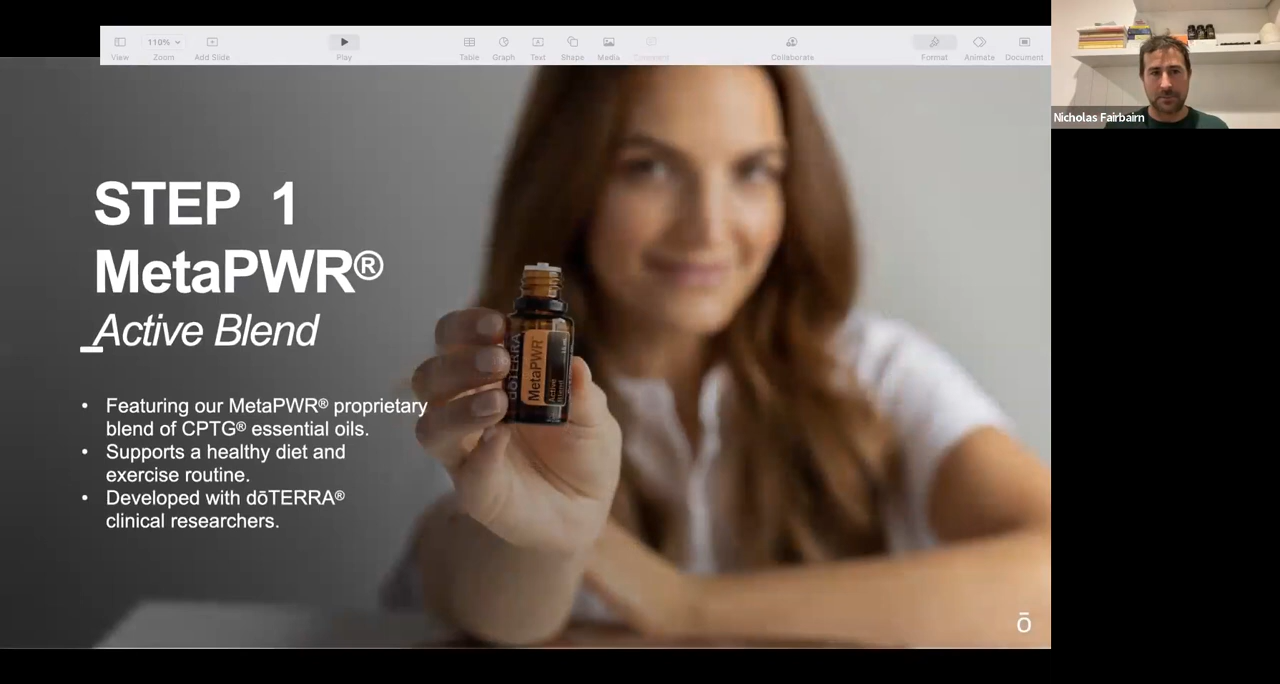 110%
View
Zoom
Add Slide
Play
Table
Graph
Text
Shape
Media
Comment
Collaborate
Format
Animate
Document
Nicholas Fairbairn
STEP 1
MetaPWR®
Active Blend
• Featuring our MetaPWR® proprietary
blend of CPTG® essential oils.
• Supports a healthy diet and
exercise routine.
• Developed with dōTERRA®
clinical researchers.
dōTERRA
MetaPWR
Active
Blend
ō